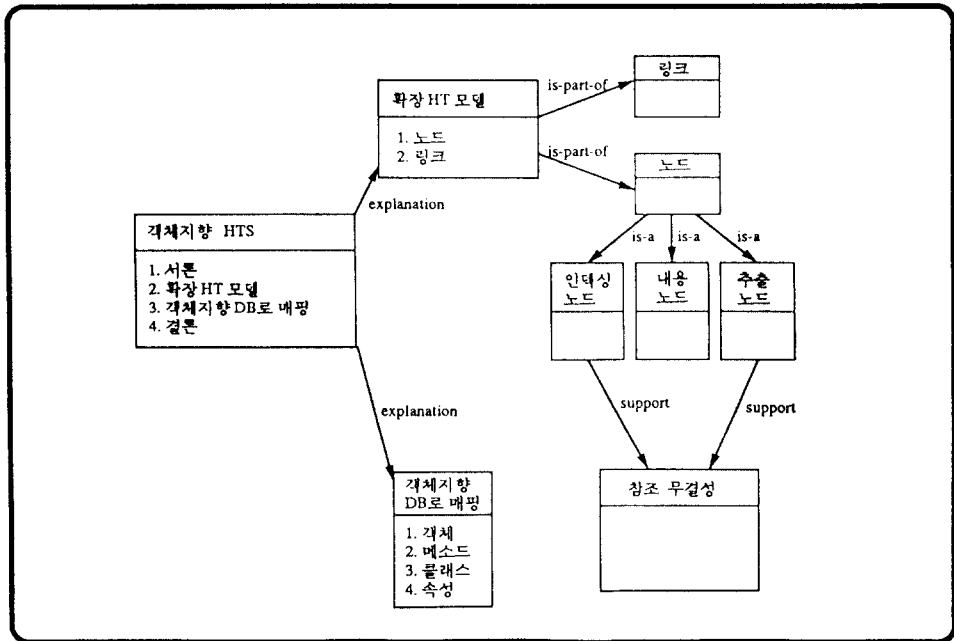 링크
is-part-of
확장 HT 모델
1. 노드
2. 링크
is-part-of
노드
explanation
객체지향 HTS
1. 서론
2. 확장 HT 모델
3. 객체지향 DB로 매핑
4. 결론
is-a
is-a
is-a
인덱싱
노드
내용
노드
추출
노드
explanation
support
support
객체지향
DB로 매핑
1. 객체
2. 메소드
3. 클래스
4. 속성
참조 무결성